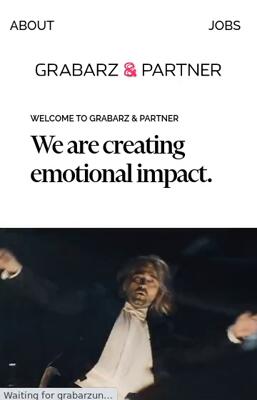 ABOUT JOBS
GRABARZ & PARTNER
WELCOME TO GRABARZ & PARTNER
We are creating
emotional impact.
Waiting for grabarzun...